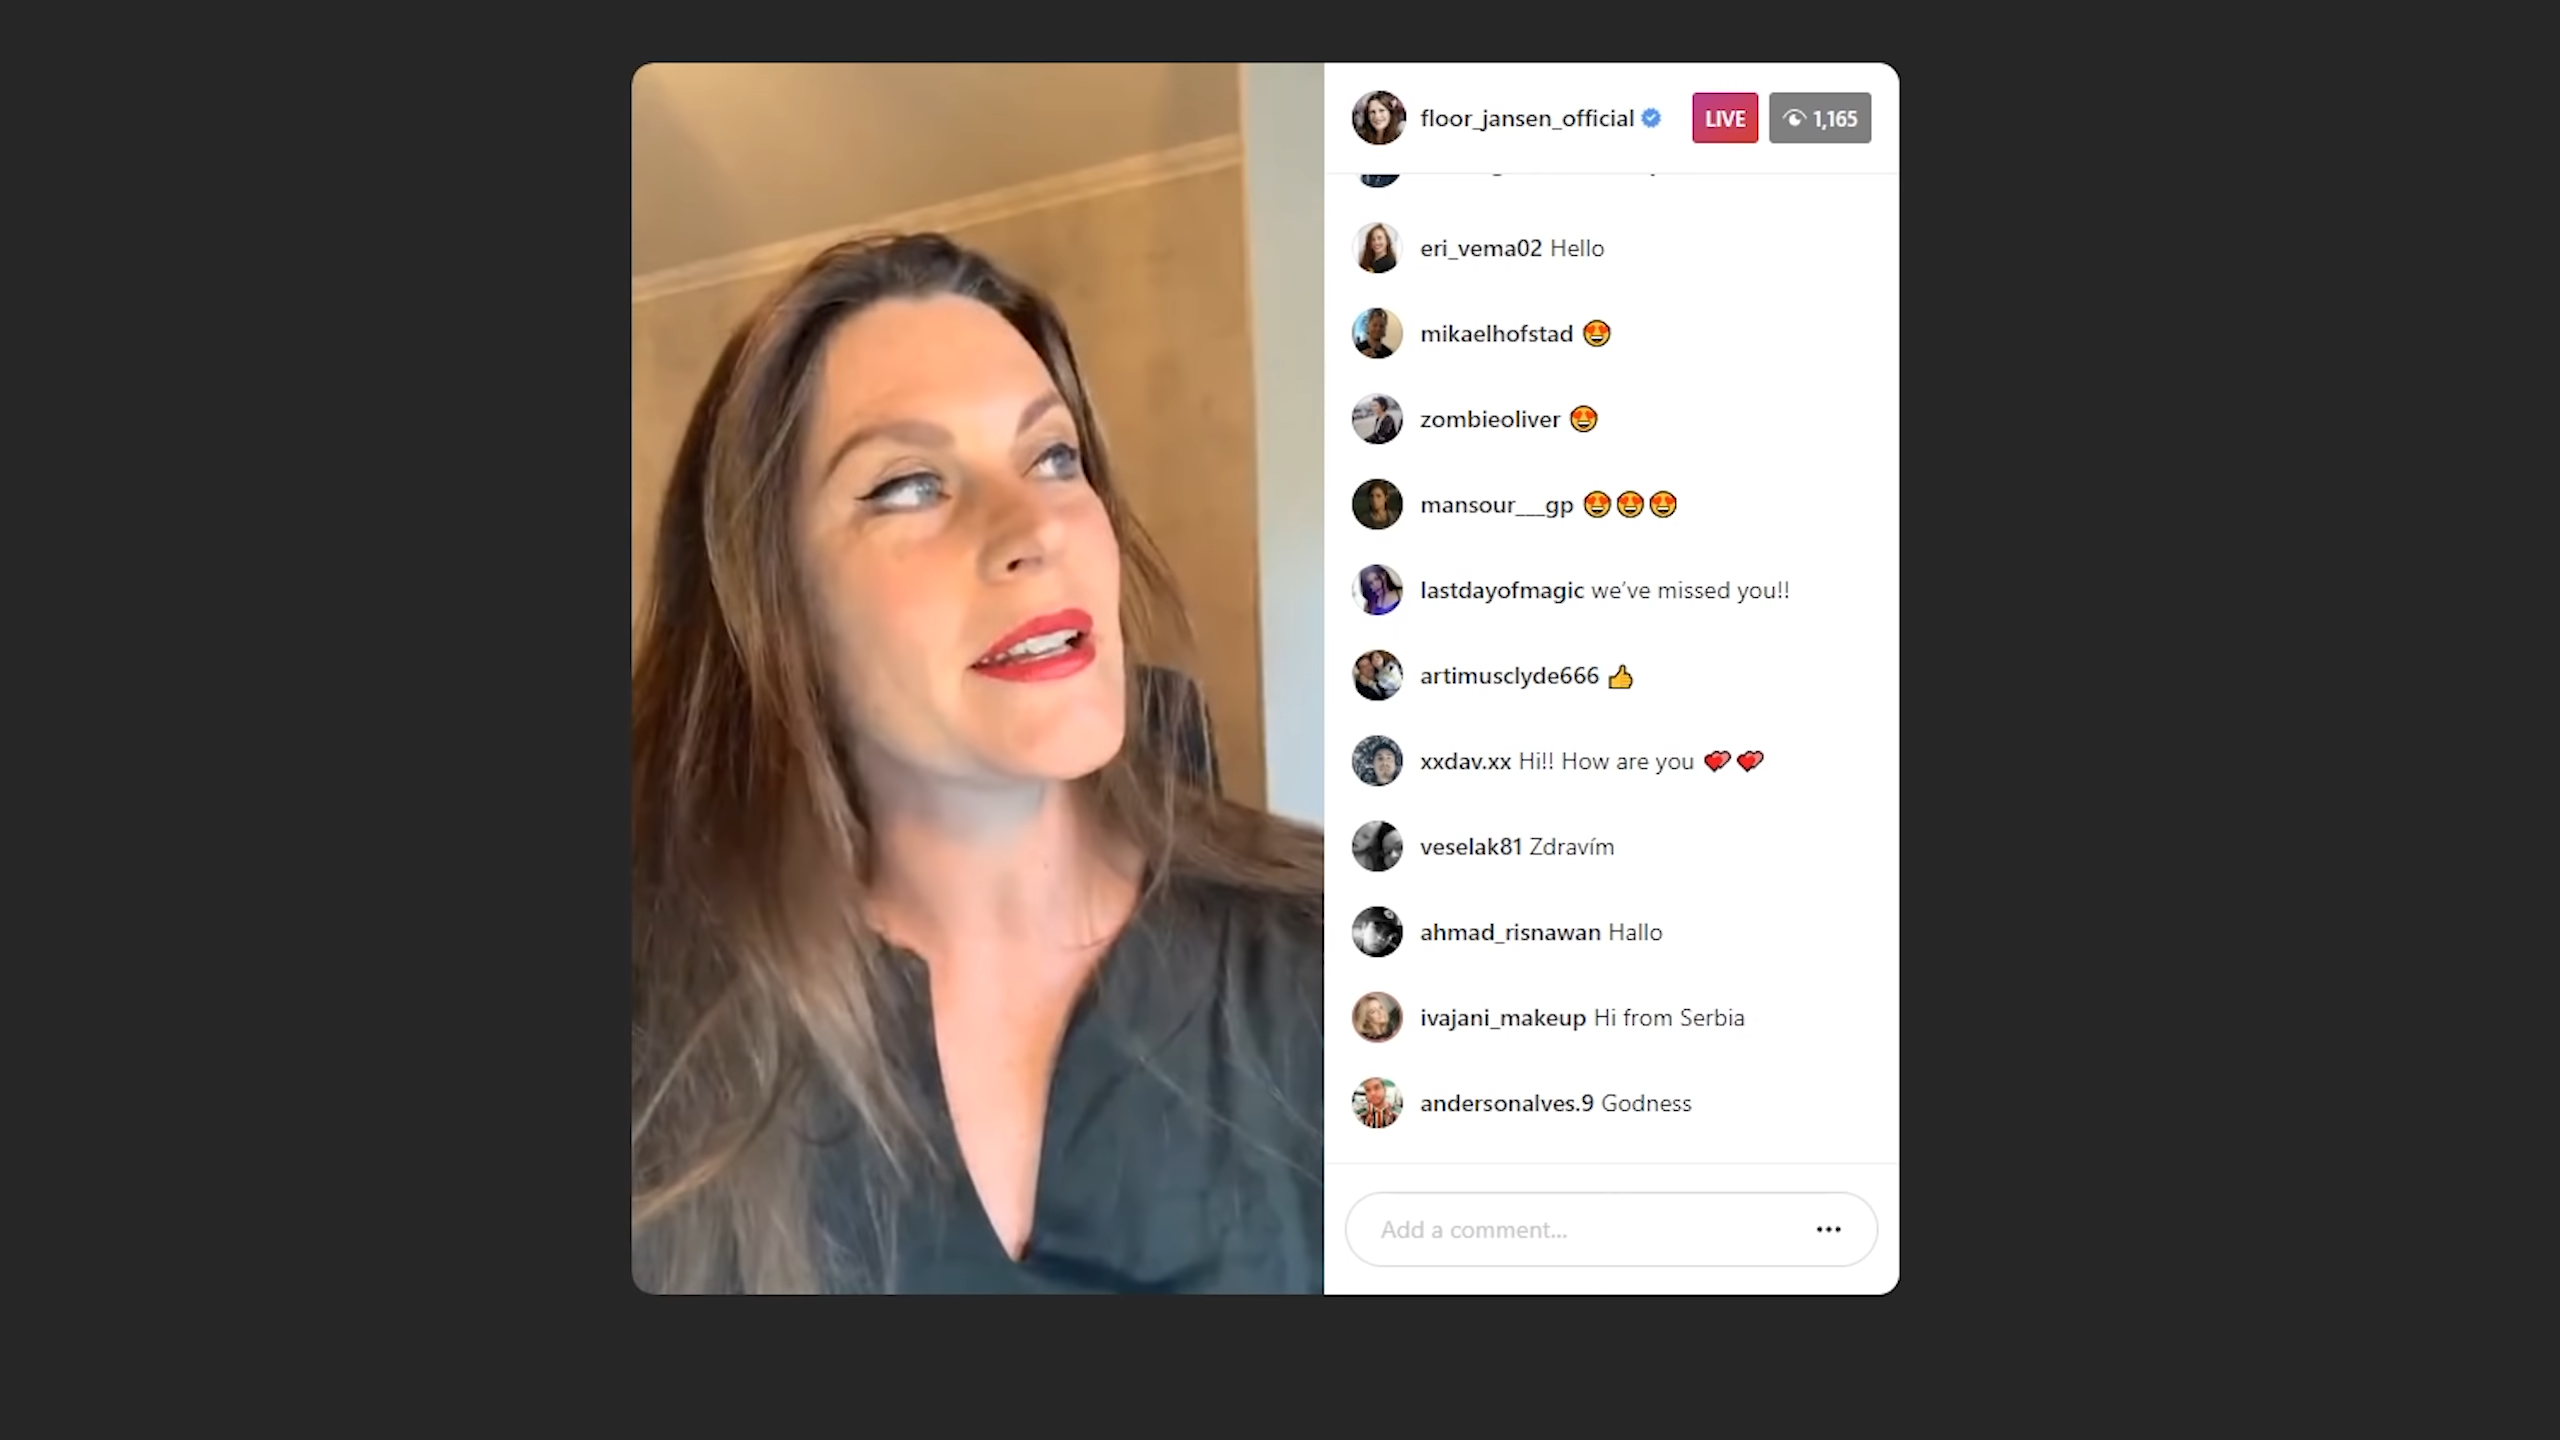 floor_jansen_official LIVE 1,165
eri_vema02 Hello
mikaelhofstad 😍
zombieoliver 😍
mansour___gp 😍😍😍
lastdayofmagic we’ve missed you!!
artimusclyde666 👍
xxdav.xx Hi!! How are you 💕💕
veselak81 Zdravím
ahmad_risnawan Hallo
ivajani_makeup Hi from Serbia
andersonalves.9 Godness
Add a comment...